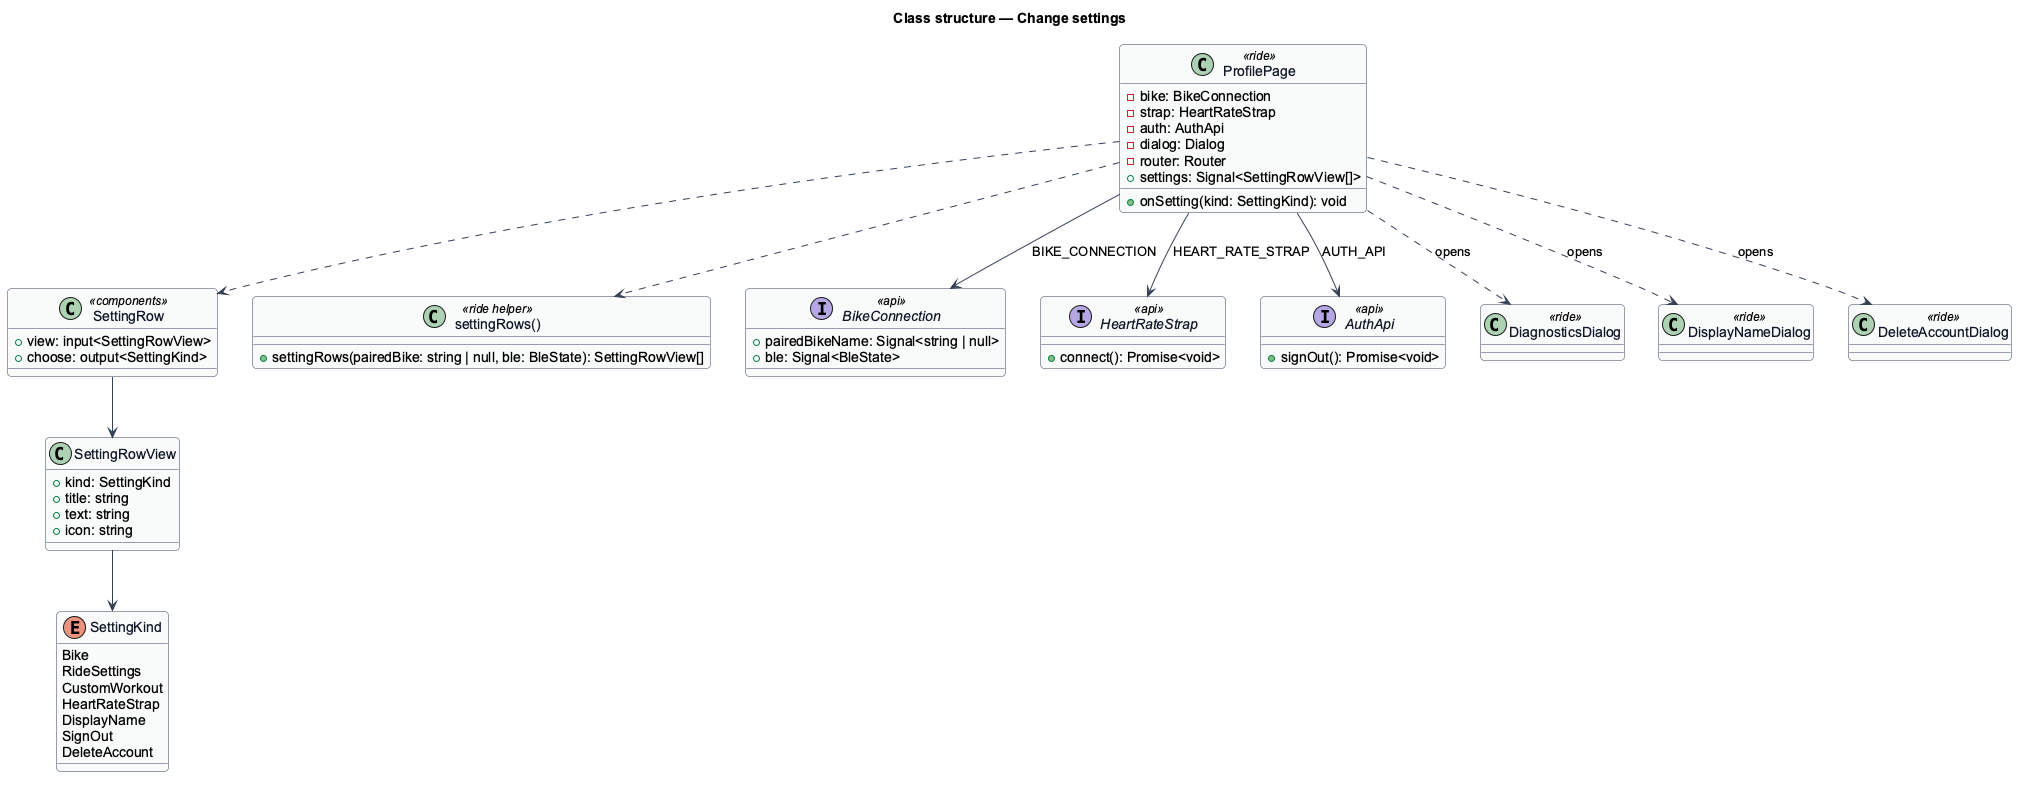 Class structure — Change settings
C
«ride»
ProfilePage
bike: BikeConnection
strap: HeartRateStrap
auth: AuthApi
dialog: Dialog
router: Router
settings: Signal<SettingRowView[]>
onSetting(kind: SettingKind): void
BIKE_CONNECTION
HEART_RATE_STRAP
AUTH_API
opens
opens
opens
C
«components»
SettingRow
view: input<SettingRowView>
choose: output<SettingKind>
C
«ride helper»
settingRows()
settingRows(pairedBike: string | null, ble: BleState): SettingRowView[]
I
«api»
BikeConnection
pairedBikeName: Signal<string | null>
ble: Signal<BleState>
I
«api»
HeartRateStrap
connect(): Promise<void>
I
«api»
AuthApi
signOut(): Promise<void>
C
«ride»
DiagnosticsDialog
C
«ride»
DisplayNameDialog
C
«ride»
DeleteAccountDialog
C
SettingRowView
kind: SettingKind
title: string
text: string
icon: string
E
SettingKind
Bike
RideSettings
CustomWorkout
HeartRateStrap
DisplayName
SignOut
DeleteAccount